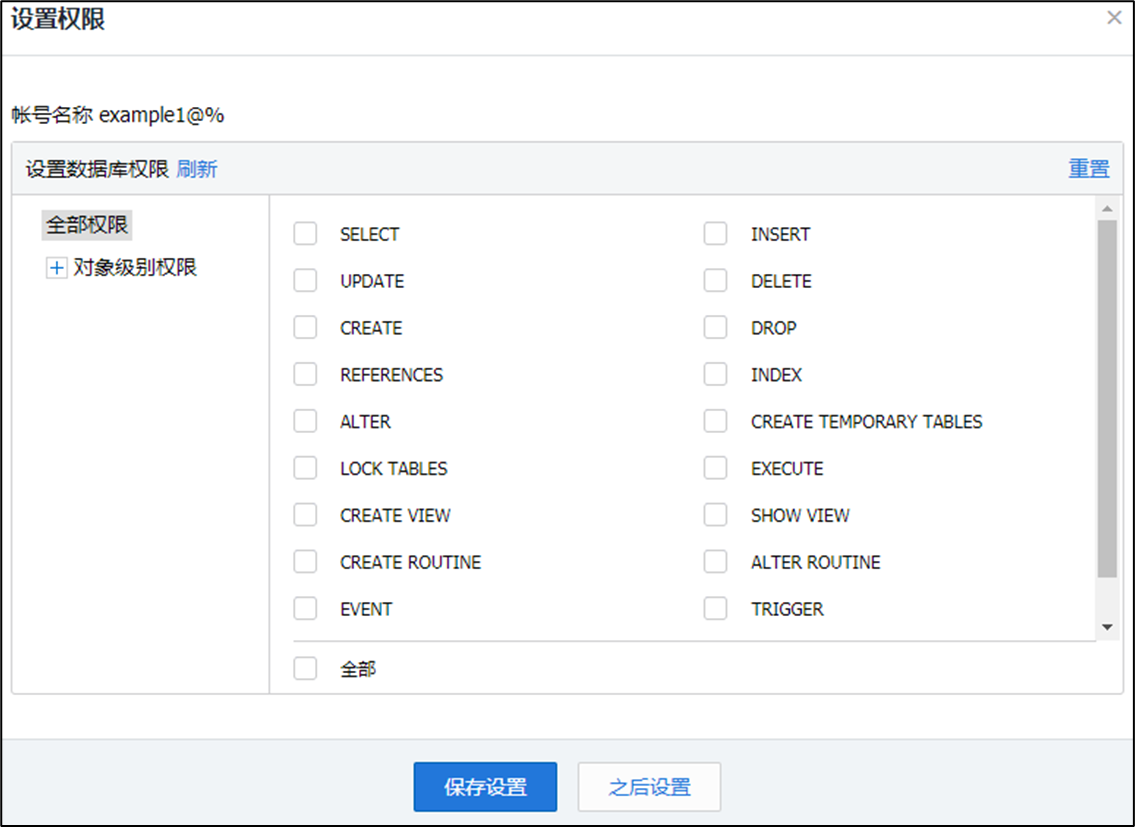 设置权限
帐号名称 example1@%
设置数据库权限 刷新 重置
全部权限
对象级别权限
SELECT INSERT
UPDATE DELETE
CREATE DROP
REFERENCES INDEX
ALTER CREATE TEMPORARY TABLES
LOCK TABLES EXECUTE
CREATE VIEW SHOW VIEW
CREATE ROUTINE ALTER ROUTINE
EVENT TRIGGER
全部
保存设置 之后设置